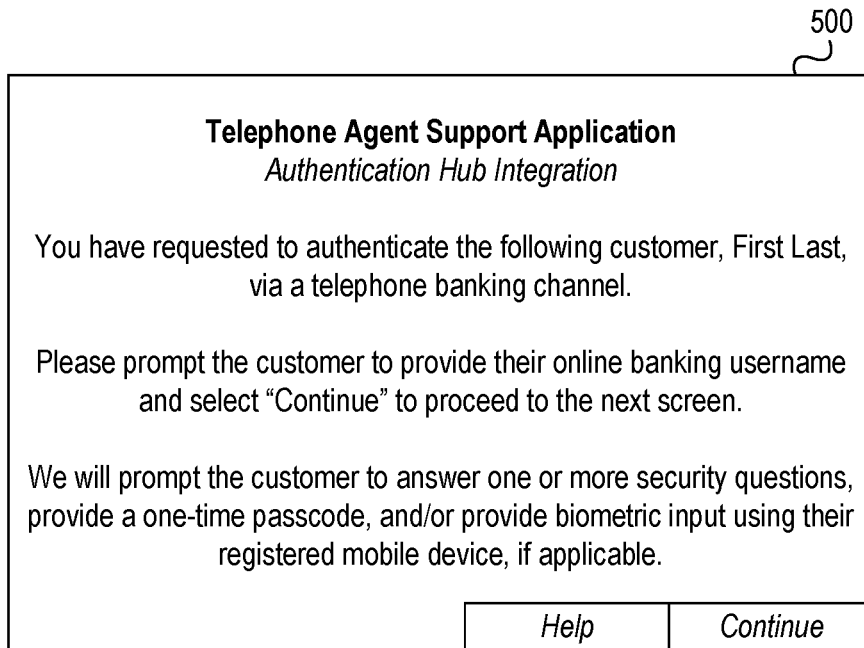 500
Telephone Agent Support Application
Authentication Hub Integration
You have requested to authenticate the following customer, First Last,
via a telephone banking channel.
Please prompt the customer to provide their online banking username
and select “Continue” to proceed to the next screen.
We will prompt the customer to answer one or more security questions,
provide a one-time passcode, and/or provide biometric input using their
registered mobile device, if applicable.
Help
Continue